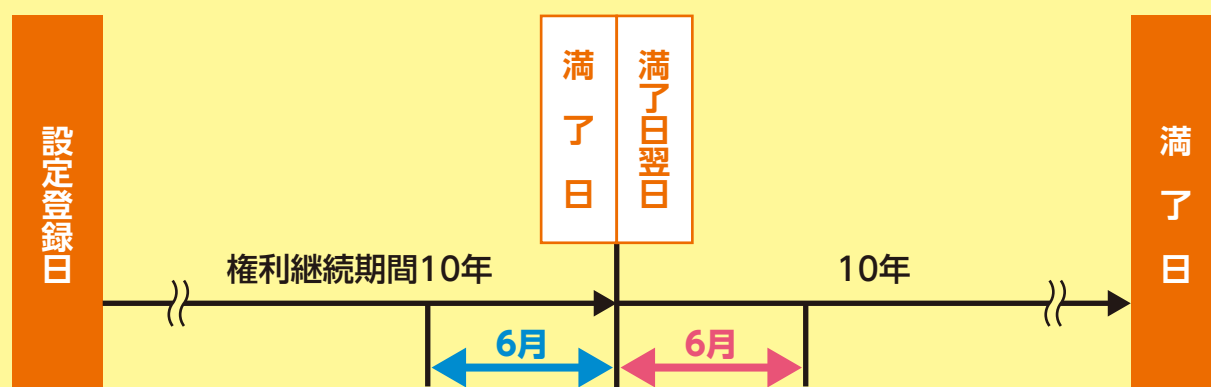 設定登録日
満了日
満了日翌日
満了日
権利継続期間10年
10年
6月
6月